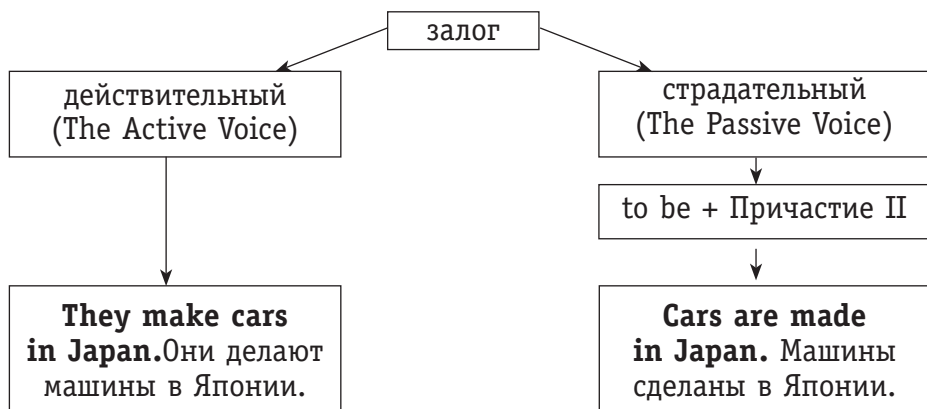 залог
действительный
(The Active Voice)
страдательный
(The Passive Voice)
to be + Причастие II
They make cars
in Japan.Они делают
машины в Японии.
Cars are made
in Japan. Машины
сделаны в Японии.